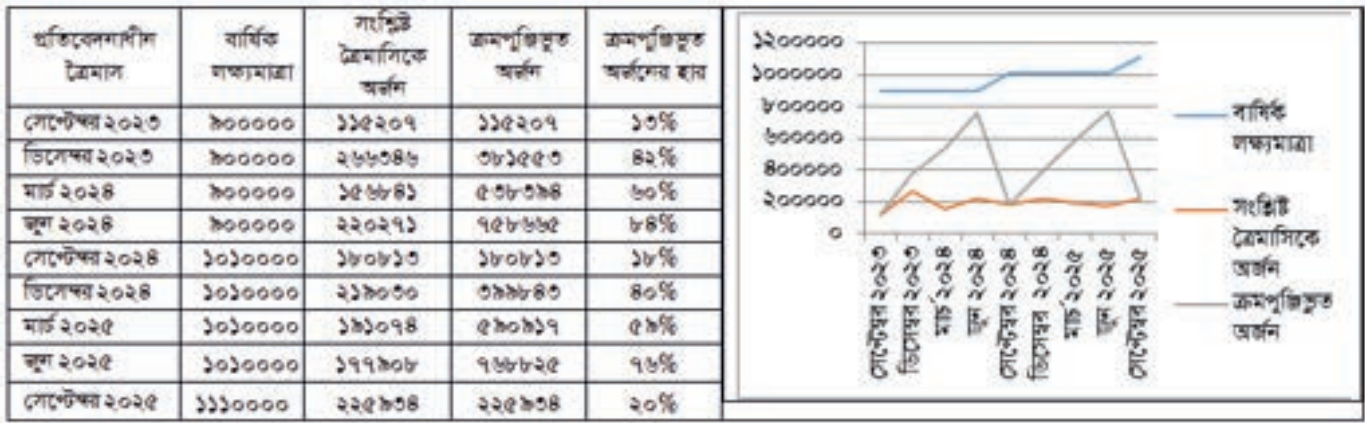 প্রতিবেদনাধীন ত্রৈমাস বার্ষিক লক্ষ্যমাত্রা সংশ্লিষ্ট ত্রৈমাসিকে অর্জন ক্রমপুঞ্জিভূত অর্জন ক্রমপুঞ্জিভূত অর্জনের হার
সেপ্টেম্বর ২০২৩ ৯০০০০০ ১১৫২০৭ ১১৫২০৭ ১৩%
ডিসেম্বর ২০২৩ ৯০০০০০ ২৬৬৩৪৬ ৩৮১৫৫৩ ৪২%
মার্চ ২০২৪ ৯০০০০০ ১৫৬৮৪১ ৫৩৮৩৯৪ ৬০%
জুন ২০২৪ ৯০০০০০ ২২০২৭১ ৭৫৮৬৬৫ ৮৪%
সেপ্টেম্বর ২০২৪ ১০১০০০০ ১৮০৮১৩ ১৮০৮১৩ ১৮%
ডিসেম্বর ২০২৪ ১০১০০০০ ২১৯০৩০ ৩৯৯৮৪৩ ৪০%
মার্চ ২০২৫ ১০১০০০০ ১৯১০৭৪ ৫৯০৯১৭ ৫৯%
জুন ২০২৫ ১০১০০০০ ১৭৭৯০৮ ৭৬৮৮২৫ ৭৬%
সেপ্টেম্বর ২০২৫ ১১১০০০০ ২২৫৯৩৪ ২২৫৯৩৪ ২০%
১২০০০০০
১০০০০০০
৮০০০০০
৬০০০০০
৪০০০০০
২০০০০০
০
সেপ্টেম্বর ২০২৩
ডিসেম্বর ২০২৩
মার্চ ২০২৪
জুন ২০২৪
সেপ্টেম্বর ২০২৪
ডিসেম্বর ২০২৪
মার্চ ২০২৫
জুন ২০২৫
সেপ্টেম্বর ২০২৫
বার্ষিক
লক্ষ্যমাত্রা
সংশ্লিষ্ট
ত্রৈমাসিকে
অর্জন
ক্রমপুঞ্জিভূত
অর্জন